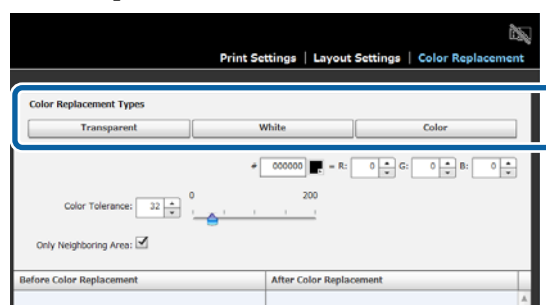 Print Settings | Layout Settings | Color Replacement
Color Replacement Types
Transparent White Color
# 000000 = R: 0 G: 0 B: 0
0 200
Color Tolerance: 32
Only Neighboring Area:
Before Color Replacement After Color Replacement